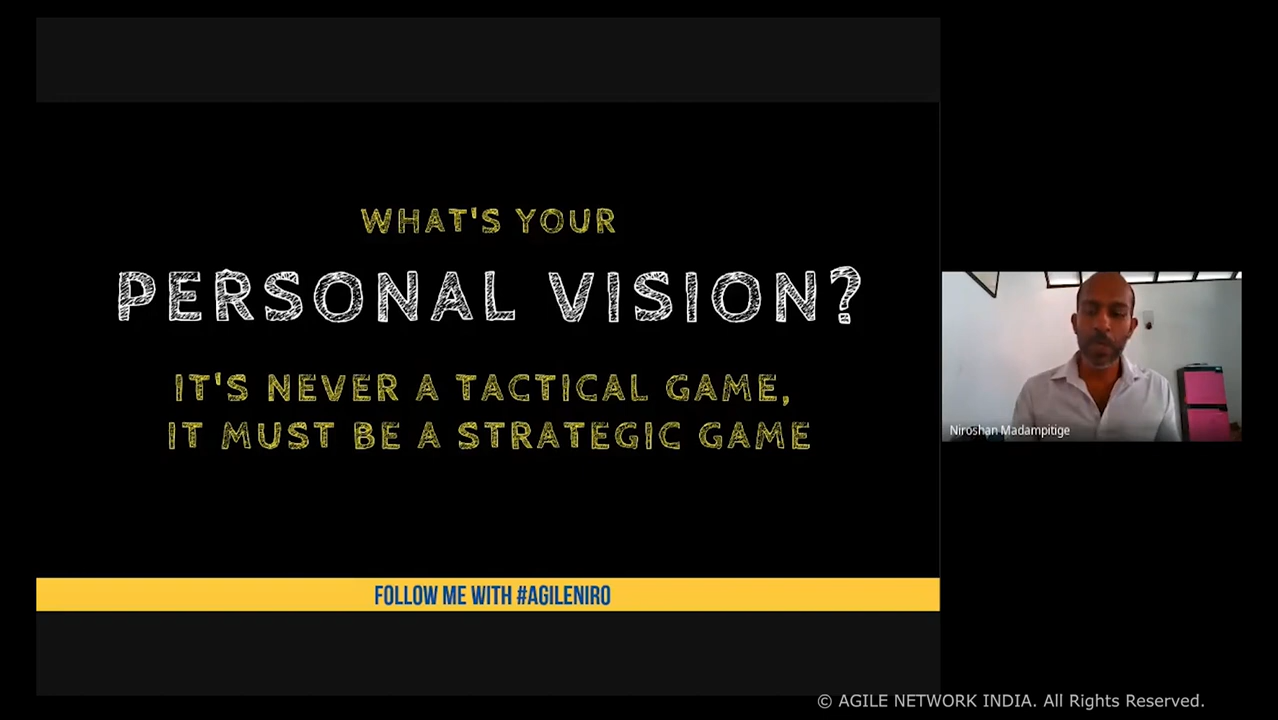 WHAT'S YOUR
PERSONAL VISION?
IT'S NEVER A TACTICAL GAME,
IT MUST BE A STRATEGIC GAME
FOLLOW ME WITH #AGILENIRO
Niroshan Madampitige
© AGILE NETWORK INDIA. All Rights Reserved.